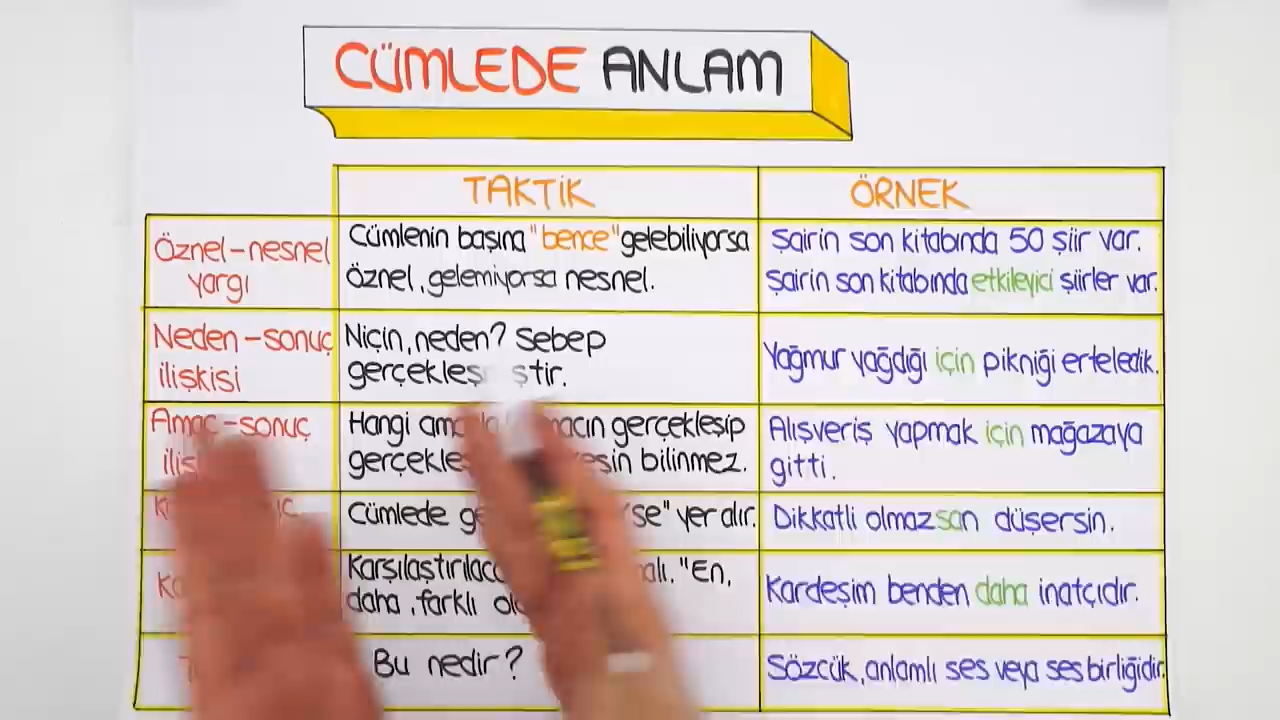 CÜMLEDE ANLAM
TAKTİK
ÖRNEK
Öznel-nesnel
yargı
Cümlenin başına "bence" gelebiliyorsa
öznel, gelemiyorsa nesnel.
Şairin son kitabında 50 şiir var.
Şairin son kitabında etkileyici şiirler var.
Neden-sonuç
ilişkisi
Niçin, neden? Sebep
gerçekleş ştir.
Yağmur yağdığı için pikniği erteledik.
Amaç-sonuç
Hangi gerçekleşip
bilinmez.
Alışveriş yapmak için mağazaya
gitti.
Cümlede "se" yer alır.
Dikkatli olmazsan düşersin.
"En,
daha, farklı
Kardeşim benden daha inatçıdır.
Bu nedir?
Sözcük, anlamlı ses veya ses birliğidir.